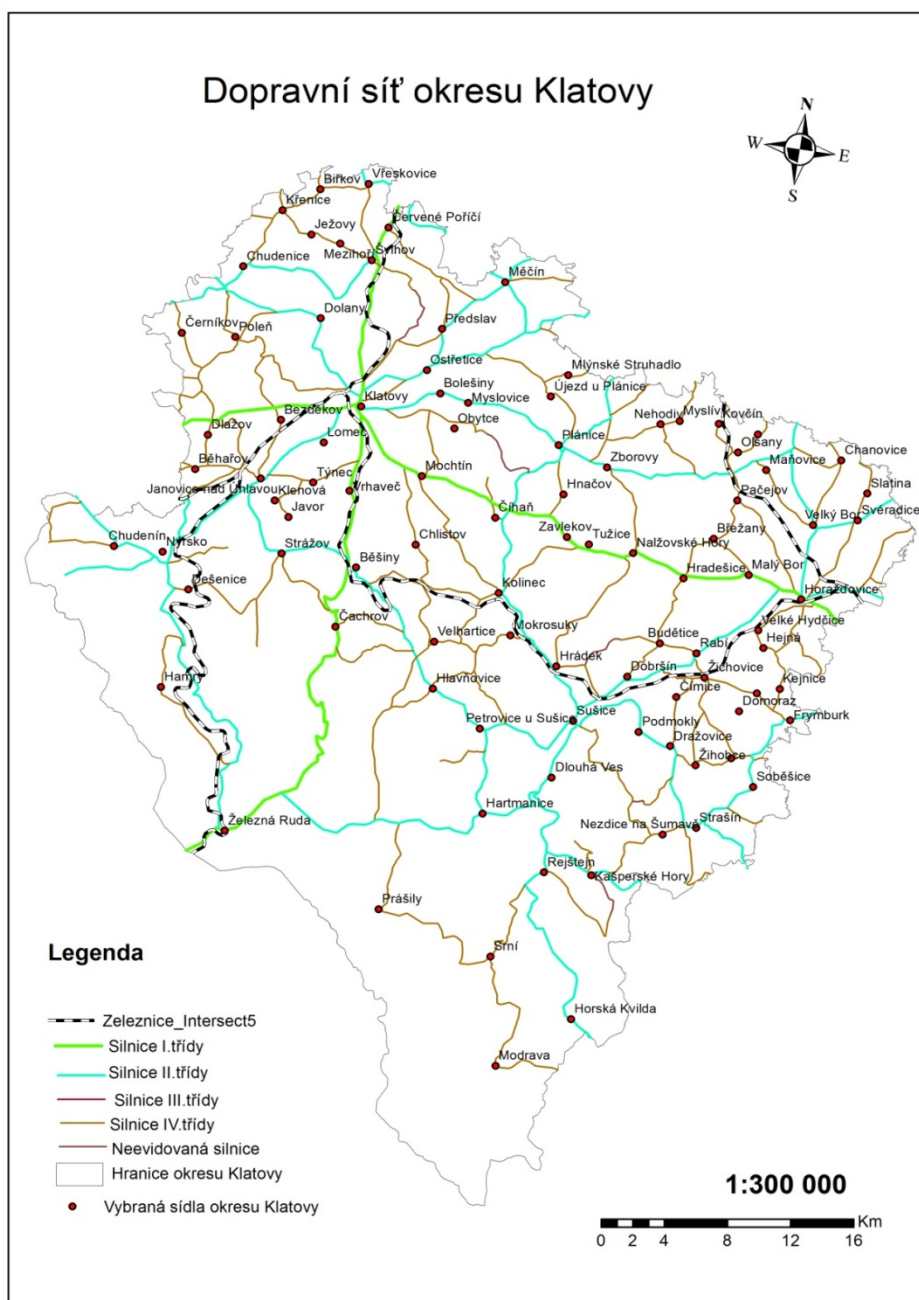 Dopravní síť okresu Klatovy
N
W
E
S
Vřeskovice
Biřkov
Křenice
Ježovy
Červené Poříčí
Mezihoří
Švihov
Chudenice
Měčín
Dolany
Předslav
Černíkov
Poleň
Ostřetice
Mlýnské Struhadlo
Bolešiny
Myslovice
Újezd u Plánice
Klatovy
Bezděkov
Obytce
Nehodiv
Myslív
Kovčín
Dlažov
Lomec
Plánice
Olšany
Běhařov
Týnec
Mochtín
Zborovy
Maňovice
Chanovice
Janovice nad Úhlavou
Klenová
Vrhaveč
Hnačov
Pačejov
Slatina
Javor
Číhaň
Velký Bor
Svéradice
Chudenín
Nýrsko
Strážov
Chlistov
Zavlekov
Tužice
Břežany
Nalžovské Hory
Běšiny
Hradešice
Malý Bor
Dešenice
Kolinec
Horažďovice
Čachrov
Velhartice
Mokrosuky
Velké Hydčice
Budětice
Rabí
Hejná
Hrádek
Dobršín
Žichovice
Hamry
Hlavňovice
Čímice
Kejnice
Domoraz
Petrovice u Sušice
Sušice
Podmokly
Frymburk
Dražovice
Žihobce
Dlouhá Ves
Soběšice
Hartmanice
Železná Ruda
Nezdice na Šumavě
Strašín
Rejštejn
Kašperské Hory
Prášily
Srní
Horská Kvilda
Modrava
Legenda
Zeleznice_Intersect5
Silnice I.třídy
Silnice II.třídy
Silnice III.třídy
Silnice IV.třídy
Neevidovaná silnice
Hranice okresu Klatovy
Vybraná sídla okresu Klatovy
1:300 000
Km
0 2 4 8 12 16